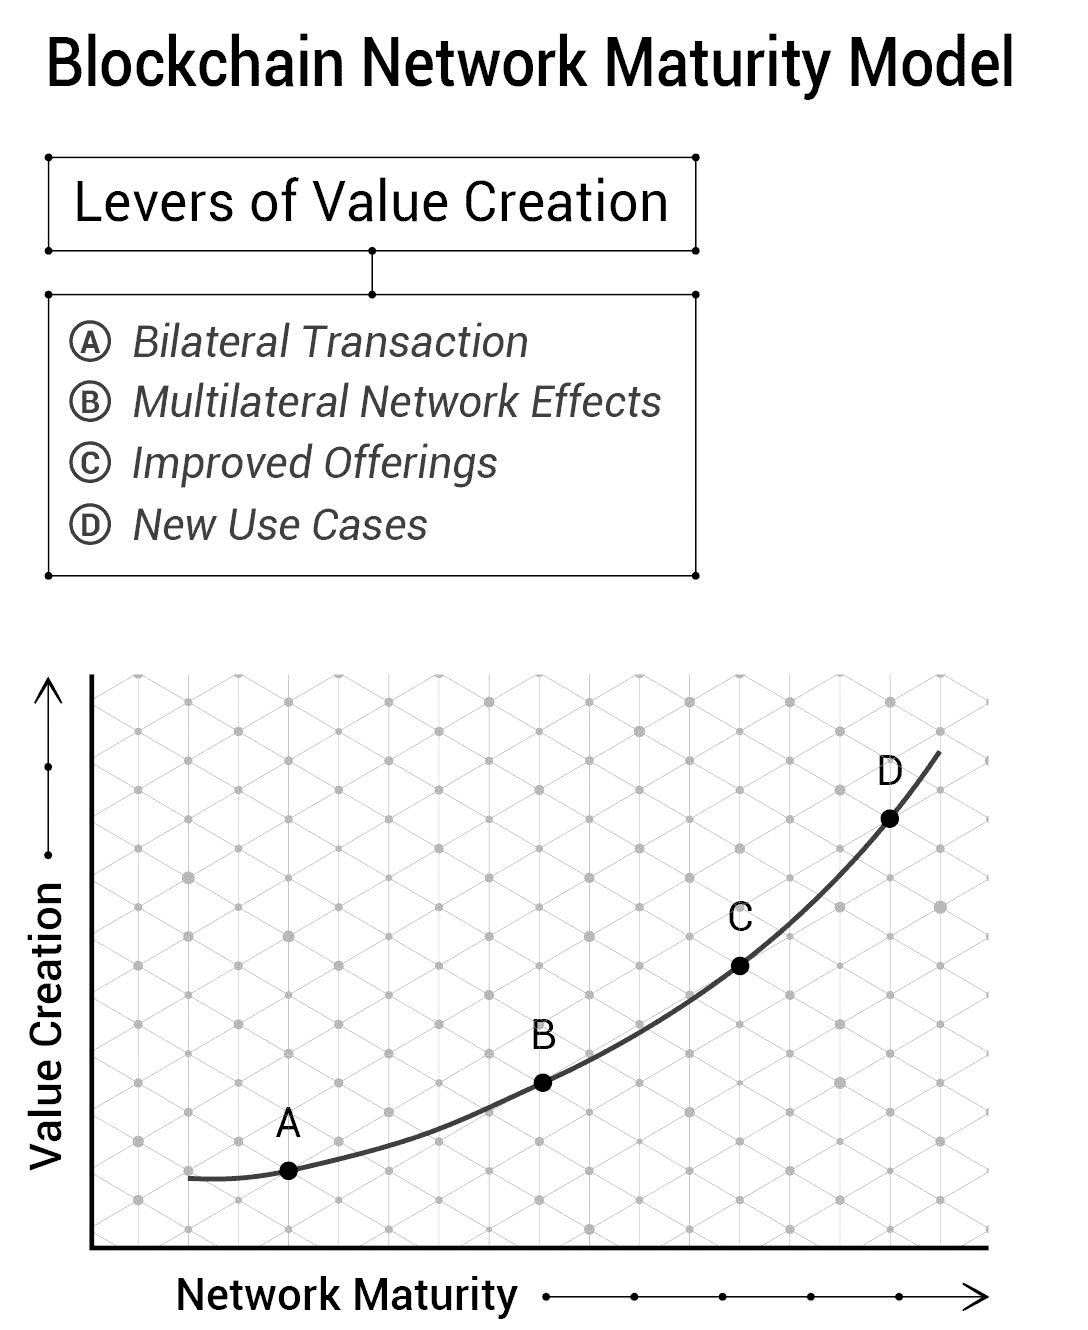 Blockchain Network Maturity Model
Levers of Value Creation
A Bilateral Transaction
B Multilateral Network Effects
C Improved Offerings
D New Use Cases
Value Creation
A
B
C
D
Network Maturity